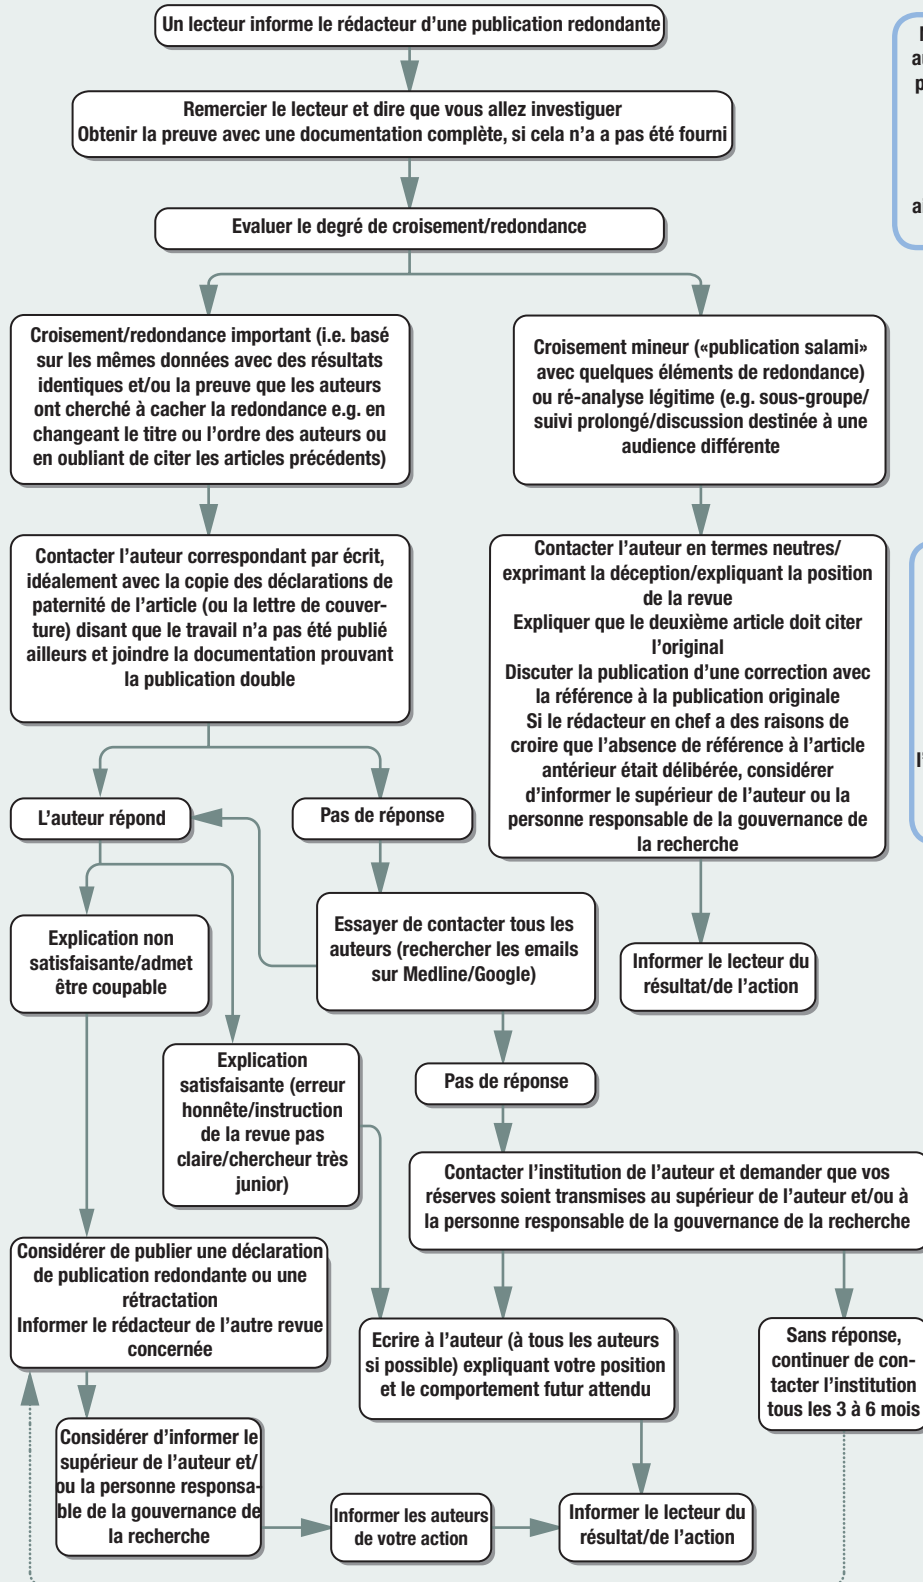 Un lecteur informe le rédacteur d'une publication redondante
Remercier le lecteur et dire que vous allez investiguer
Obtenir la preuve avec une documentation complète, si cela n'a a pas été fourni
Evaluer le degré de croisement/redondance
Croisement/redondance important (i.e. basé
sur les mêmes données avec des résultats
identiques et/ou la preuve que les auteurs
ont cherché à cacher la redondance e.g. en
changeant le titre ou l'ordre des auteurs ou
en oubliant de citer les articles précédents)
Croisement mineur («publication salami»
avec quelques éléments de redondance)
ou ré-analyse légitime (e.g. sous-groupe/
suivi prolongé/discussion destinée à une
audience différente
Contacter l'auteur correspondant par écrit,
idéalement avec la copie des déclarations de
paternité de l'article (ou la lettre de couver-
ture) disant que le travail n'a pas été publié
ailleurs et joindre la documentation prouvant
la publication double
Contacter l'auteur en termes neutres/
exprimant la déception/expliquant la position
de la revue
Expliquer que le deuxième article doit citer
l'original
Discuter la publication d'une correction avec
la référence à la publication originale
Si le rédacteur en chef a des raisons de
croire que l'absence de référence à l'article
antérieur était délibérée, considérer
d'informer le supérieur de l'auteur ou la
personne responsable de la gouvernance de
la recherche
L'auteur répond
Pas de réponse
Explication non
satisfaisante/admet
être coupable
Essayer de contacter tous les
auteurs (rechercher les emails
sur Medline/Google)
Informer le lecteur du
résultat/de l'action
Explication
satisfaisante (erreur
honnête/instruction
de la revue pas
claire/chercheur très
junior)
Pas de réponse
Contacter l'institution de l'auteur et demander que vos
réserves soient transmises au supérieur de l'auteur et/ou à
la personne responsable de la gouvernance de la recherche
Considérer de publier une déclaration
de publication redondante ou une
rétractation
Informer le rédacteur de l'autre revue
concernée
Ecrire à l'auteur (à tous les auteurs
si possible) expliquant votre position
et le comportement futur attendu
Sans réponse,
continuer de con-
tacter l'institution
tous les 3 à 6 mois
Considérer d'informer le
supérieur de l'auteur et/
ou la personne responsa-
ble de la gouvernance de
la recherche
Informer les auteurs
de votre action
Informer le lecteur du
résultat/de l'action